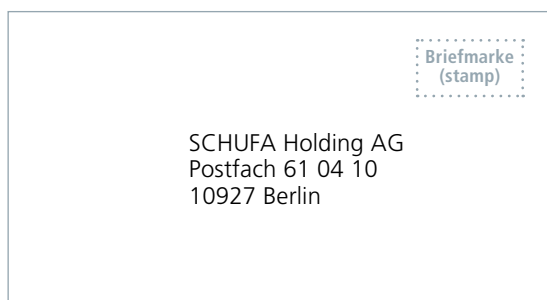 Briefmarke
(stamp)
SCHUFA Holding AG
Postfach 61 04 10
10927 Berlin